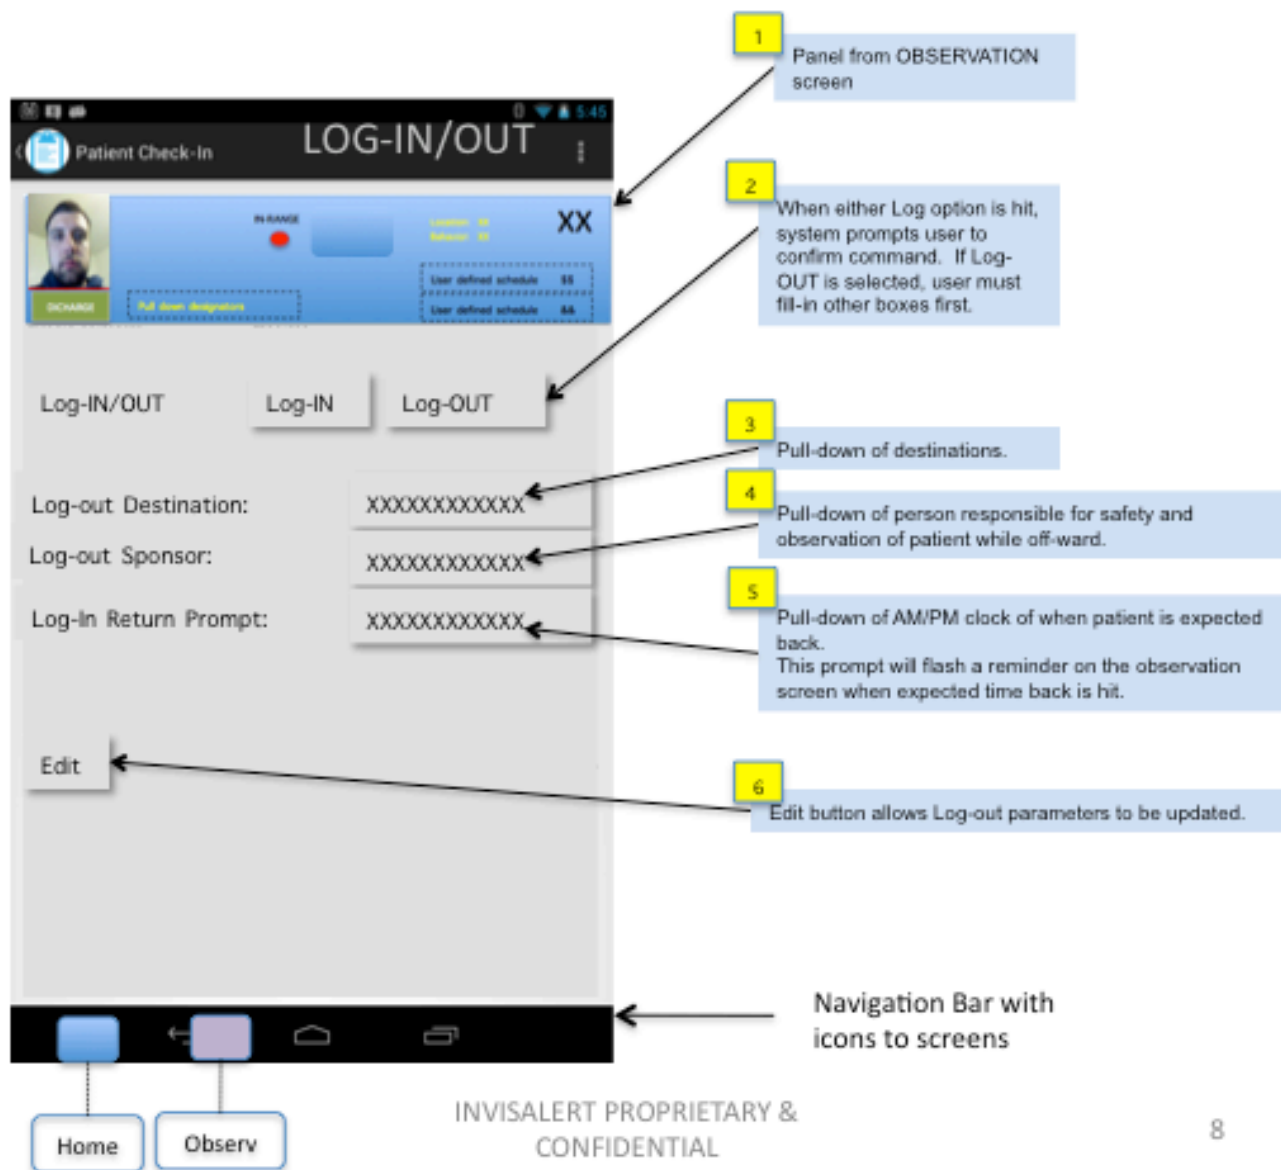 1
Panel from OBSERVATION
screen
5:45
Patient Check-In
LOG-IN/OUT
IN-RANGE
Location XX
Behavior XX
XX
User defined schedule $$
DICHARGE
Pull down designators
User defined schedule &&
2
When either Log option is hit,
system prompts user to
confirm command. If Log-
OUT is selected, user must
fill-in other boxes first.
Log-IN/OUT
Log-IN
Log-OUT
3
Pull-down of destinations.
Log-out Destination:
XXXXXXXXXXXX
4
Pull-down of person responsible for safety and
observation of patient while off-ward.
Log-out Sponsor:
XXXXXXXXXXXX
5
Pull-down of AM/PM clock of when patient is expected
back.
This prompt will flash a reminder on the observation
screen when expected time back is hit.
Log-In Return Prompt:
XXXXXXXXXXXX
Edit
6
Edit button allows Log-out parameters to be updated.
Navigation Bar with
icons to screens
Home
Observ
INVISALERT PROPRIETARY &
CONFIDENTIAL
8